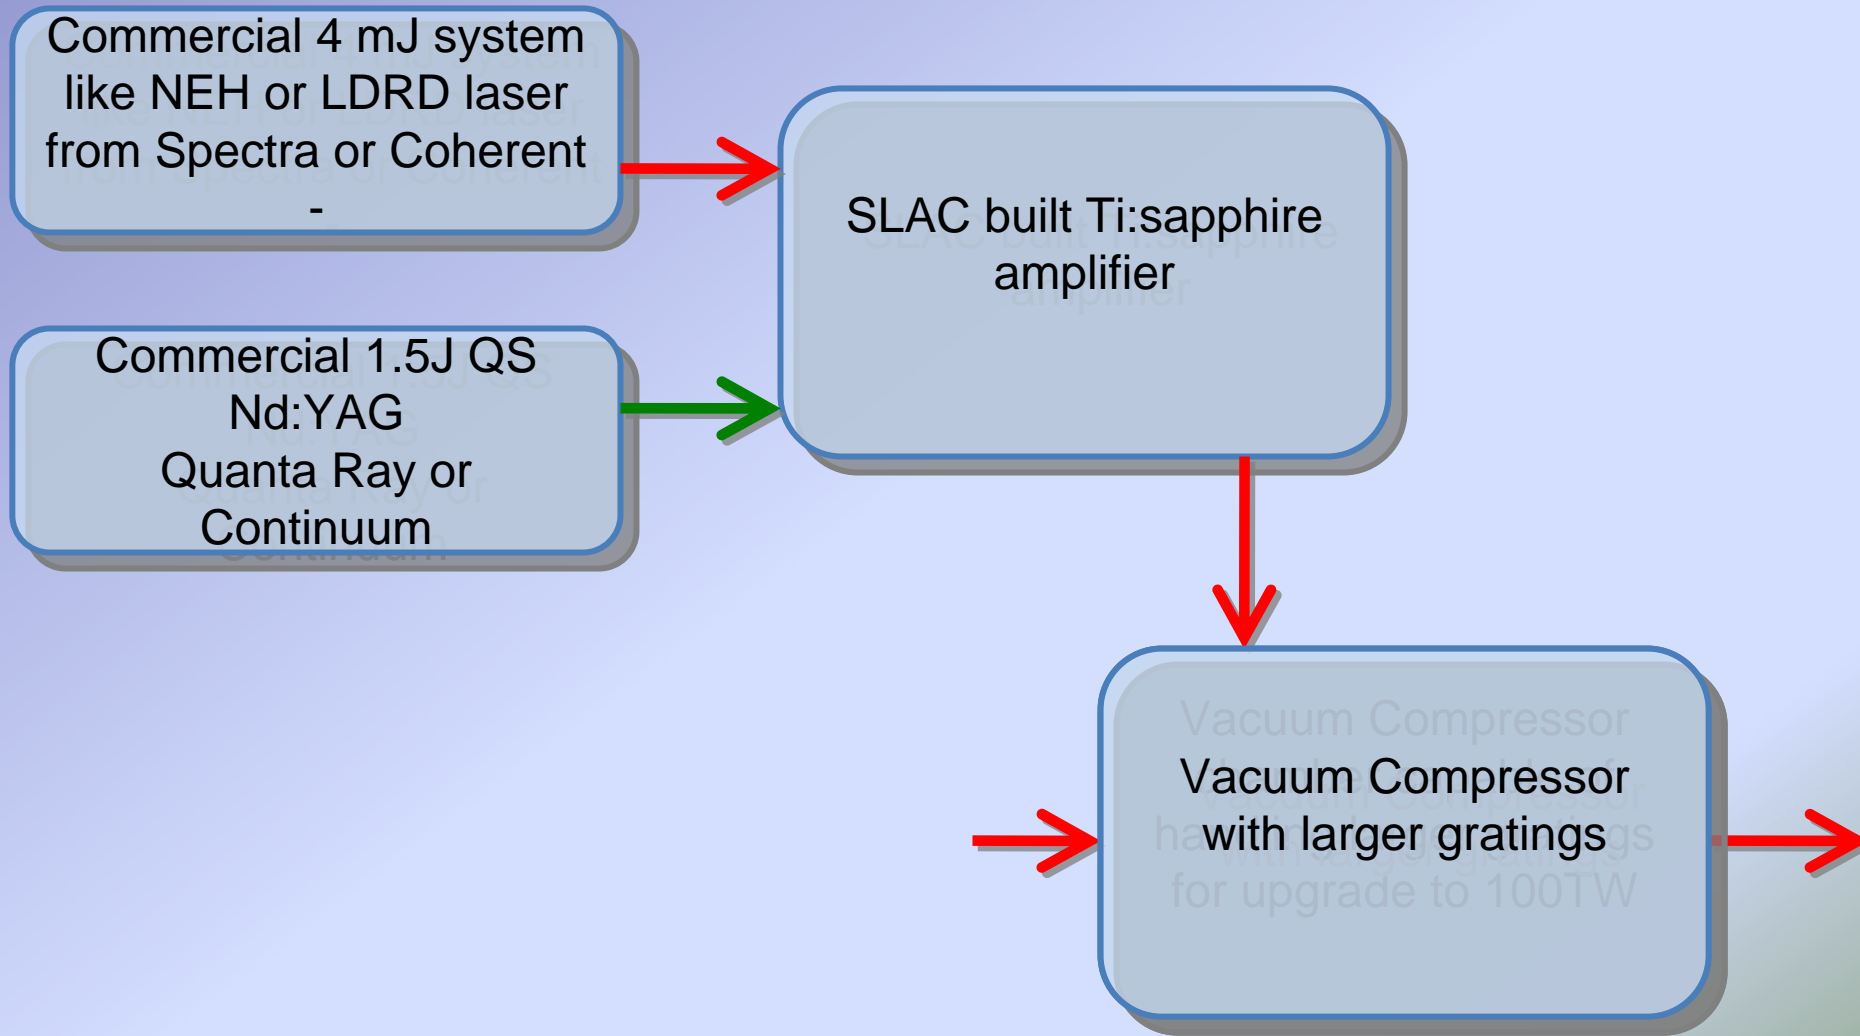 Commercial 4 mJ system
like NEH or LDRD laser
from Spectra or Coherent
-
SLAC built Ti:sapphire
amplifier
Commercial 1.5J QS
Nd:YAG
Quanta Ray or
Continuum
Vacuum Compressor
Vacuum Compressor
with larger gratings
for upgrade to 100TW